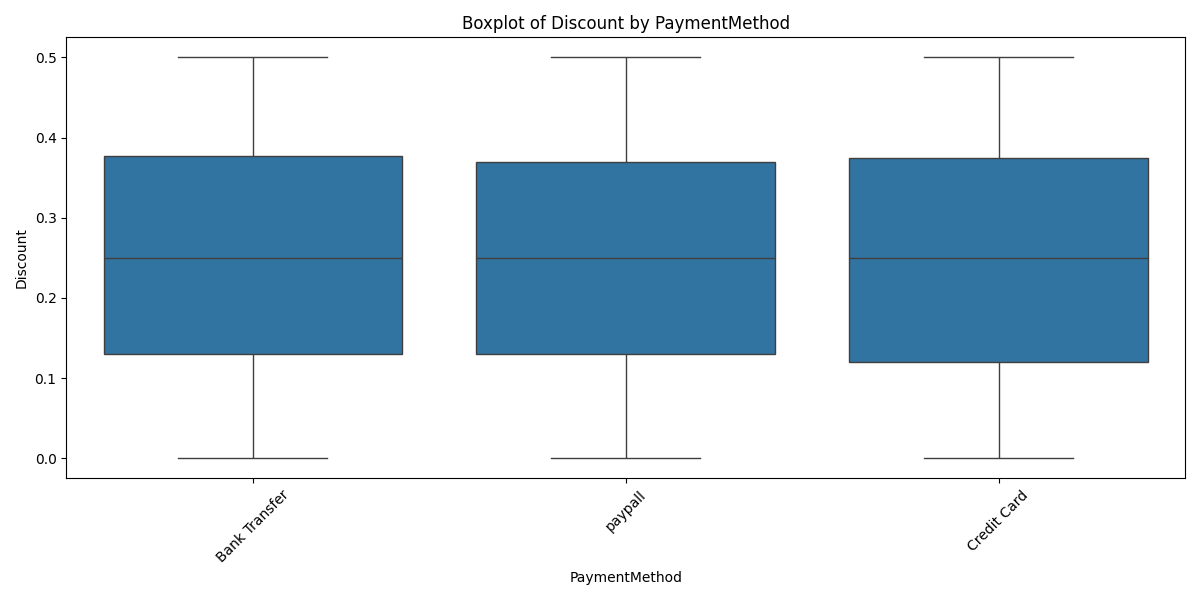 Boxplot of Discount by PaymentMethod
0.5
0.4
0.3
0.2
0.1
0.0
Discount
Bank Transfer
paypall
Credit Card
PaymentMethod